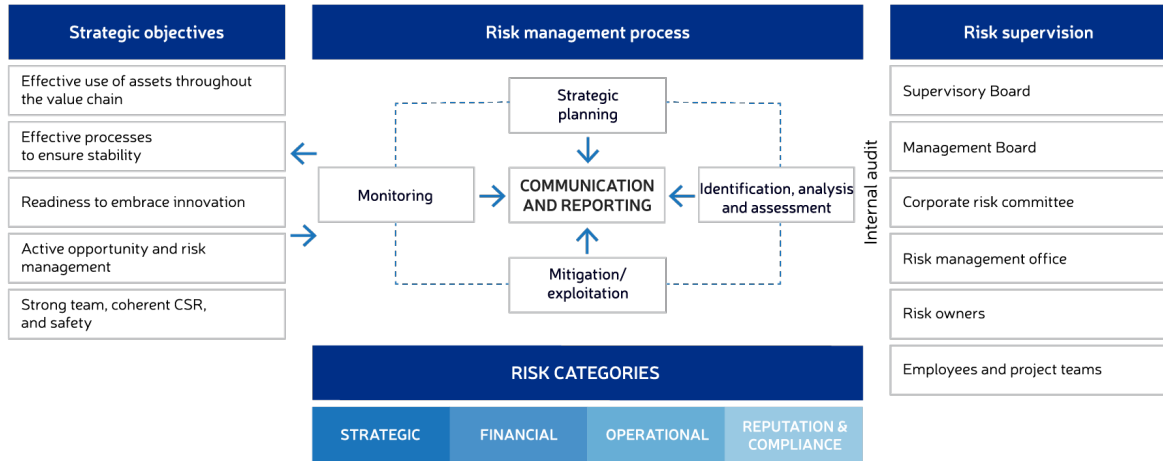 Strategic objectives
Effective use of assets throughout
the value chain
Effective processes
to ensure stability
Readiness to embrace innovation
Active opportunity and risk
management
Strong team, coherent CSR,
and safety
Risk management process
Strategic
planning
Monitoring
COMMUNICATION
AND REPORTING
Identification, analysis
and assessment
Mitigation/
exploitation
RISK CATEGORIES
STRATEGIC
FINANCIAL
OPERATIONAL
REPUTATION &
COMPLIANCE
Internal audit
Risk supervision
Supervisory Board
Management Board
Corporate risk committee
Risk management office
Risk owners
Employees and project teams